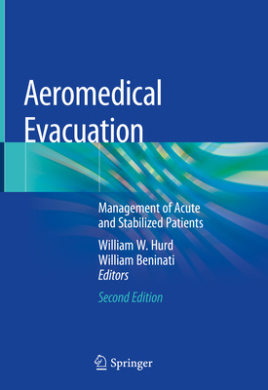 Aeromedical
Evacuation
Management of Acute
and Stabilized Patients
William W. Hurd
William Beninati
Editors
Second Edition
Springer